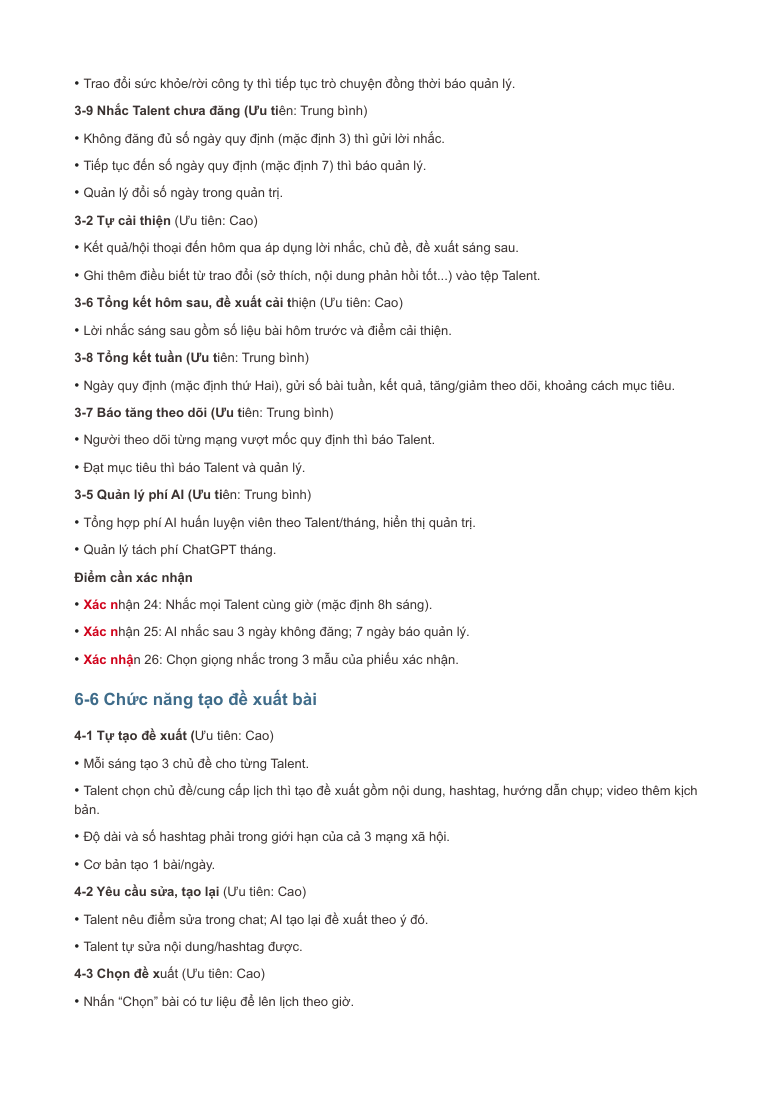 • Trao đổi sức khỏe/rời công ty thì tiếp tục trò chuyện đồng thời báo quản lý.
3-9 Nhắc Talent chưa đăng (Ưu tiên: Trung bình)
• Không đăng đủ số ngày quy định (mặc định 3) thì gửi lời nhắc.
• Tiếp tục đến số ngày quy định (mặc định 7) thì báo quản lý.
• Quản lý đổi số ngày trong quản trị.
3-2 Tự cải thiện (Ưu tiên: Cao)
• Kết quả/hội thoại đến hôm qua áp dụng lời nhắc, chủ đề, đề xuất sáng sau.
• Ghi thêm điều biết từ trao đổi (sở thích, nội dung phản hồi tốt...) vào tệp Talent.
3-6 Tổng kết hôm sau, đề xuất cải thiện (Ưu tiên: Cao)
• Lời nhắc sáng sau gồm số liệu bài hôm trước và điểm cải thiện.
3-8 Tổng kết tuần (Ưu tiên: Trung bình)
• Ngày quy định (mặc định thứ Hai), gửi số bài tuần, kết quả, tăng/giảm theo dõi, khoảng cách mục tiêu.
3-7 Báo tăng theo dõi (Ưu tiên: Trung bình)
• Người theo dõi từng mạng vượt mốc quy định thì báo Talent.
• Đạt mục tiêu thì báo Talent và quản lý.
3-5 Quản lý phí AI (Ưu tiên: Trung bình)
• Tổng hợp phí AI huấn luyện viên theo Talent/tháng, hiển thị quản trị.
• Quản lý tách phí ChatGPT tháng.
Điểm cần xác nhận
• Xác nhận 24: Nhắc mọi Talent cùng giờ (mặc định 8h sáng).
• Xác nhận 25: AI nhắc sau 3 ngày không đăng; 7 ngày báo quản lý.
• Xác nhận 26: Chọn giọng nhắc trong 3 mẫu của phiếu xác nhận.
6-6 Chức năng tạo đề xuất bài
4-1 Tự tạo đề xuất (Ưu tiên: Cao)
• Mỗi sáng tạo 3 chủ đề cho từng Talent.
• Talent chọn chủ đề/cung cấp lịch thì tạo đề xuất gồm nội dung, hashtag, hướng dẫn chụp; video thêm kịch
bản.
• Độ dài và số hashtag phải trong giới hạn của cả 3 mạng xã hội.
• Cơ bản tạo 1 bài/ngày.
4-2 Yêu cầu sửa, tạo lại (Ưu tiên: Cao)
• Talent nêu điểm sửa trong chat; AI tạo lại đề xuất theo ý đó.
• Talent tự sửa nội dung/hashtag được.
4-3 Chọn đề xuất (Ưu tiên: Cao)
• Nhấn “Chọn” bài có tư liệu để lên lịch theo giờ.